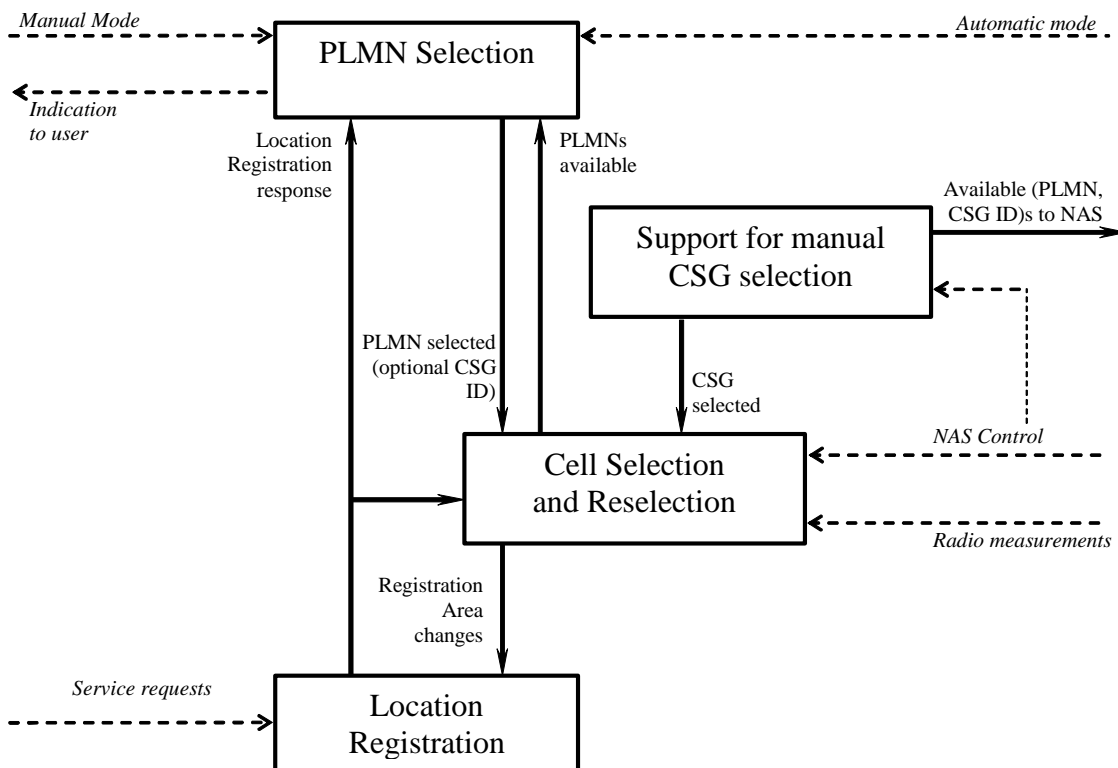 Manual Mode
PLMN Selection
Automatic mode
Indication
to user
Location
Registration
response
PLMNs
available
Available (PLMN,
CSG ID)s to NAS
Support for manual
CSG selection
PLMN selected
(optional CSG
ID)
CSG
selected
NAS Control
Cell Selection
and Reselection
Radio measurements
Registration
Area
changes
Service requests
Location
Registration